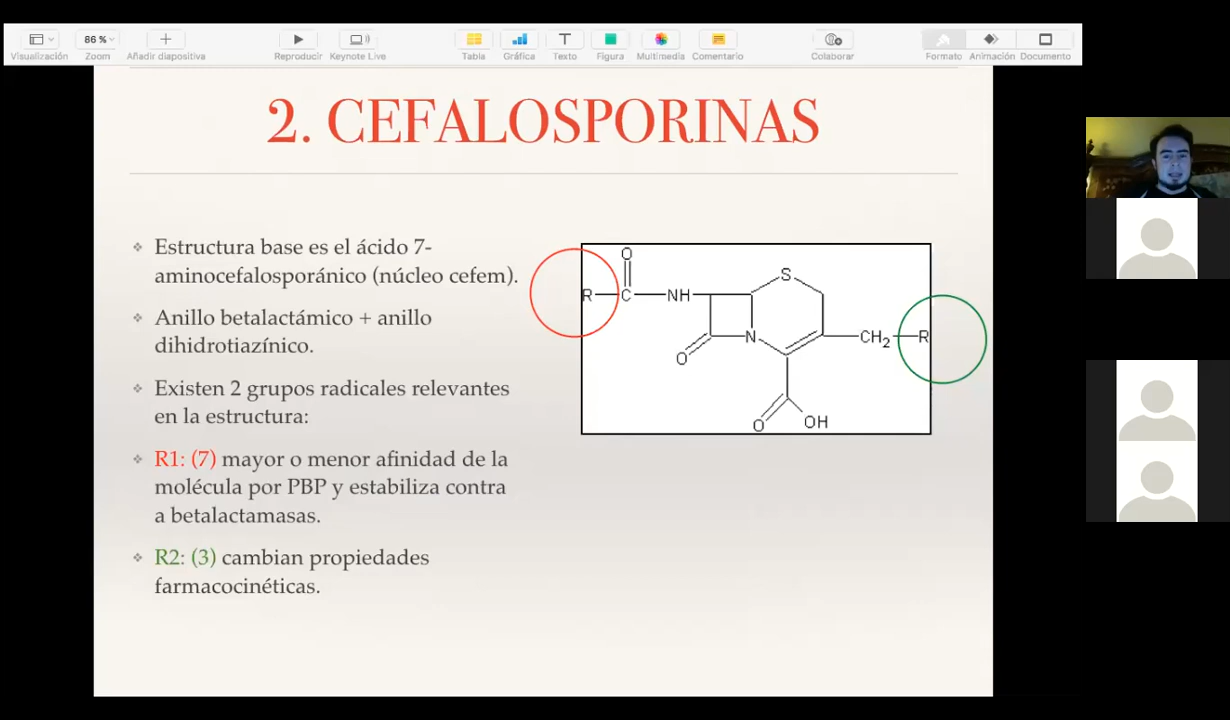 86 %
Visualización
Zoom
Añadir diapositiva
Reproducir
Keynote Live
Tabla
Gráfica
Texto
Figura
Multimedia
Comentario
Colaborar
Formato
Animación
Documento
2. CEFALOSPORINAS
Estructura base es el ácido 7-
aminocefalosporánico (núcleo cefem).
Anillo betalactámico + anillo
dihidrotiazínico.
Existen 2 grupos radicales relevantes
en la estructura:
R1: (7) mayor o menor afinidad de la
molécula por PBP y estabiliza contra
a betalactamasas.
R2: (3) cambian propiedades
farmacocinéticas.
O
S
R C NH
N CH2 R
O
O OH